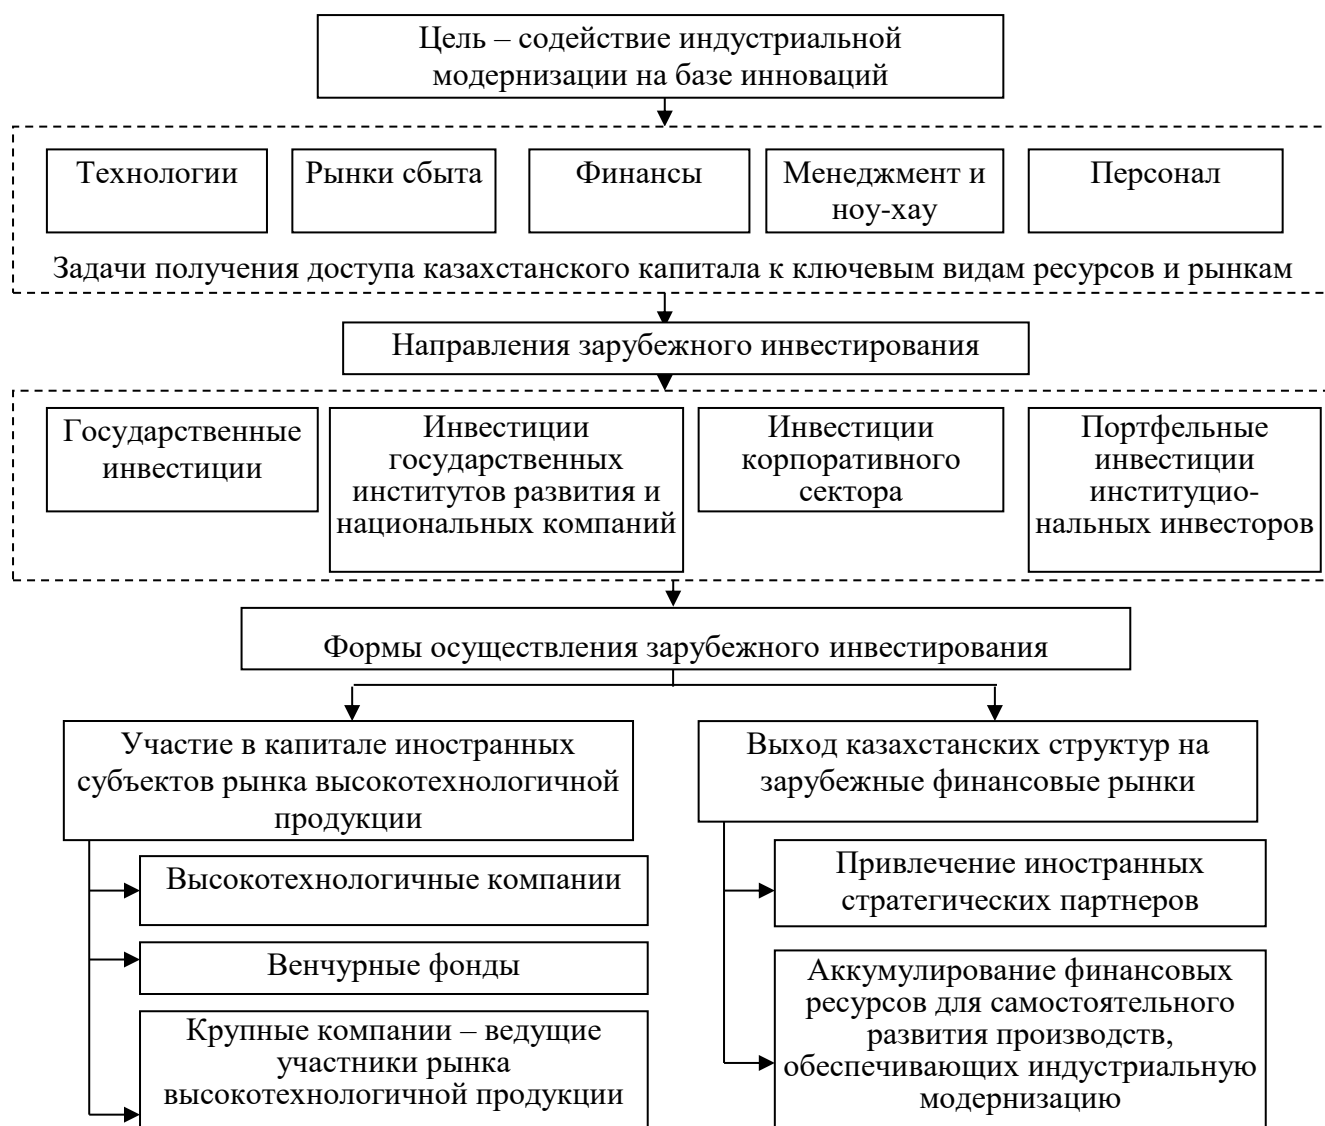 Цель – содействие индустриальной
модернизации на базе инноваций
Технологии
Рынки сбыта
Финансы
Менеджмент и
ноу-хау
Персонал
Задачи получения доступа казахстанского капитала к ключевым видам ресурсов и рынкам
Направления зарубежного инвестирования
Государственные
инвестиции
Инвестиции
государственных
институтов развития и
национальных компаний
Инвестиции
корпоративного
сектора
Портфельные
инвестиции
институцио-
нальных инвесторов
Формы осуществления зарубежного инвестирования
Участие в капитале иностранных
субъектов рынка высокотехнологичной
продукции
Высокотехнологичные компании
Венчурные фонды
Крупные компании – ведущие
участники рынка
высокотехнологичной продукции
Выход казахстанских структур на
зарубежные финансовые рынки
Привлечение иностранных
стратегических партнеров
Аккумулирование финансовых
ресурсов для самостоятельного
развития производств,
обеспечивающих индустриальную
модернизацию